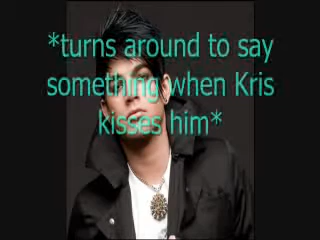 *turns around to say
something when Kris
kisses him*